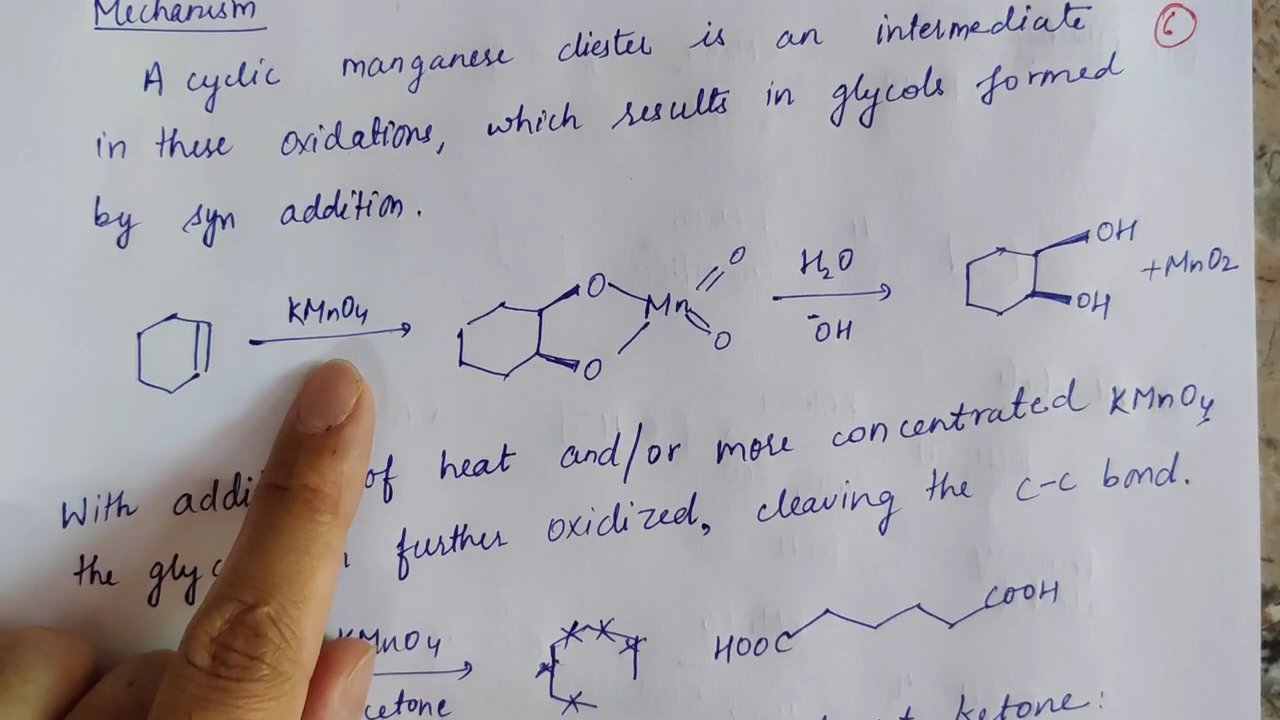 Mechanism
6
A cyclic manganese diester is an intermediate
in these oxidations, which results in glycols formed
by syn addition.
KMnO4
O
O
Mn
O
O
H2O
-OH
OH
OH
+MnO2
With addi of heat and/or more concentrated KMnO4,
the glyc further oxidized, cleaving the C-C bond.
KMnO4
cetone
HOOC
COOH
ketone: